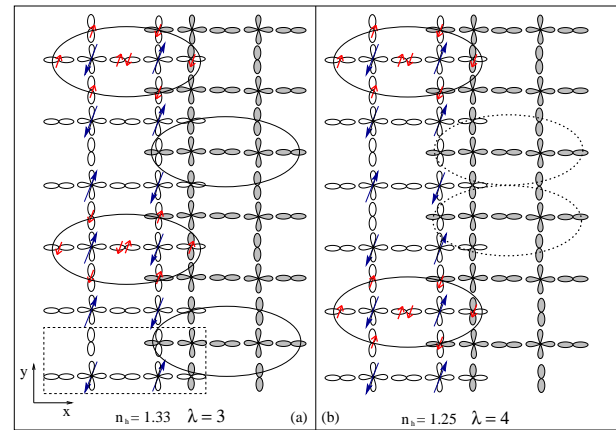 y
x
n_h = 1.33 λ = 3 (a)
(b) n_h = 1.25 λ = 4